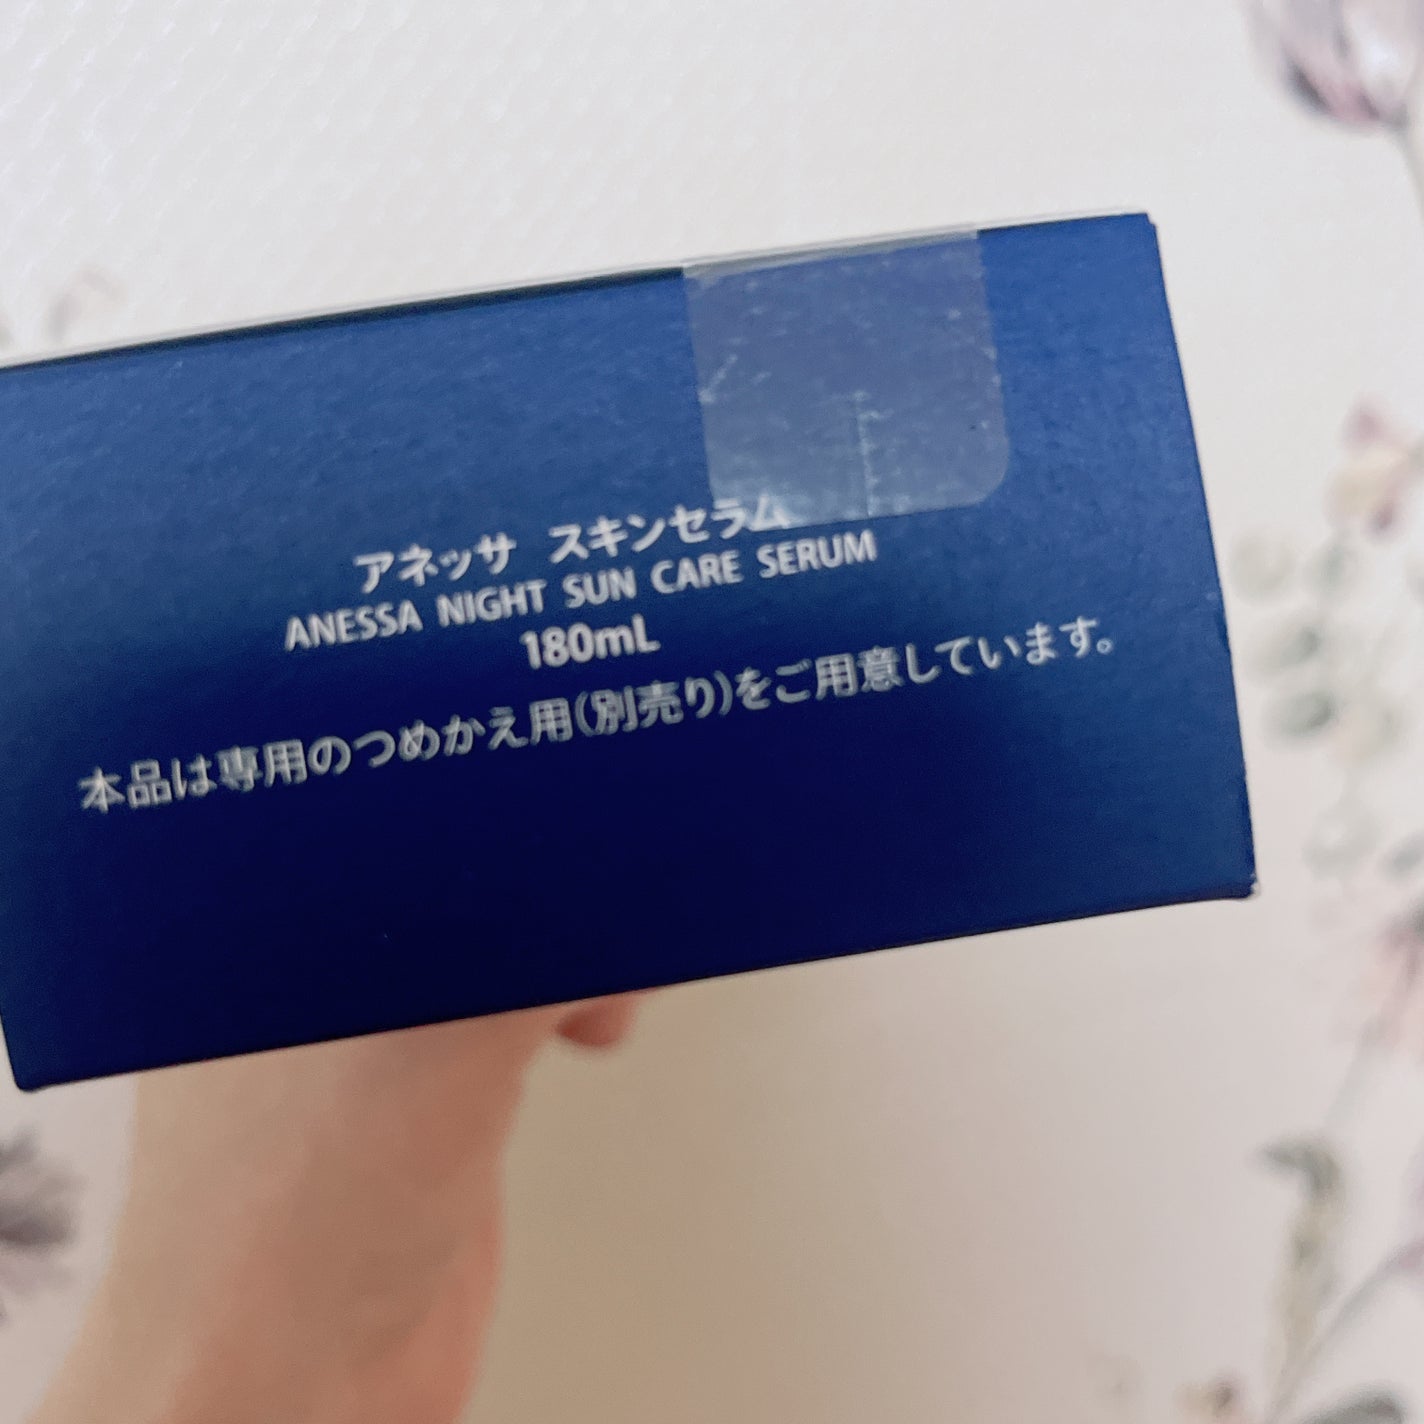 アネッサ スキンセラム
ANESSA NIGHT SUN CARE SERUM
180mL
本品は専用のつめかえ用(別売り)をご用意しています。